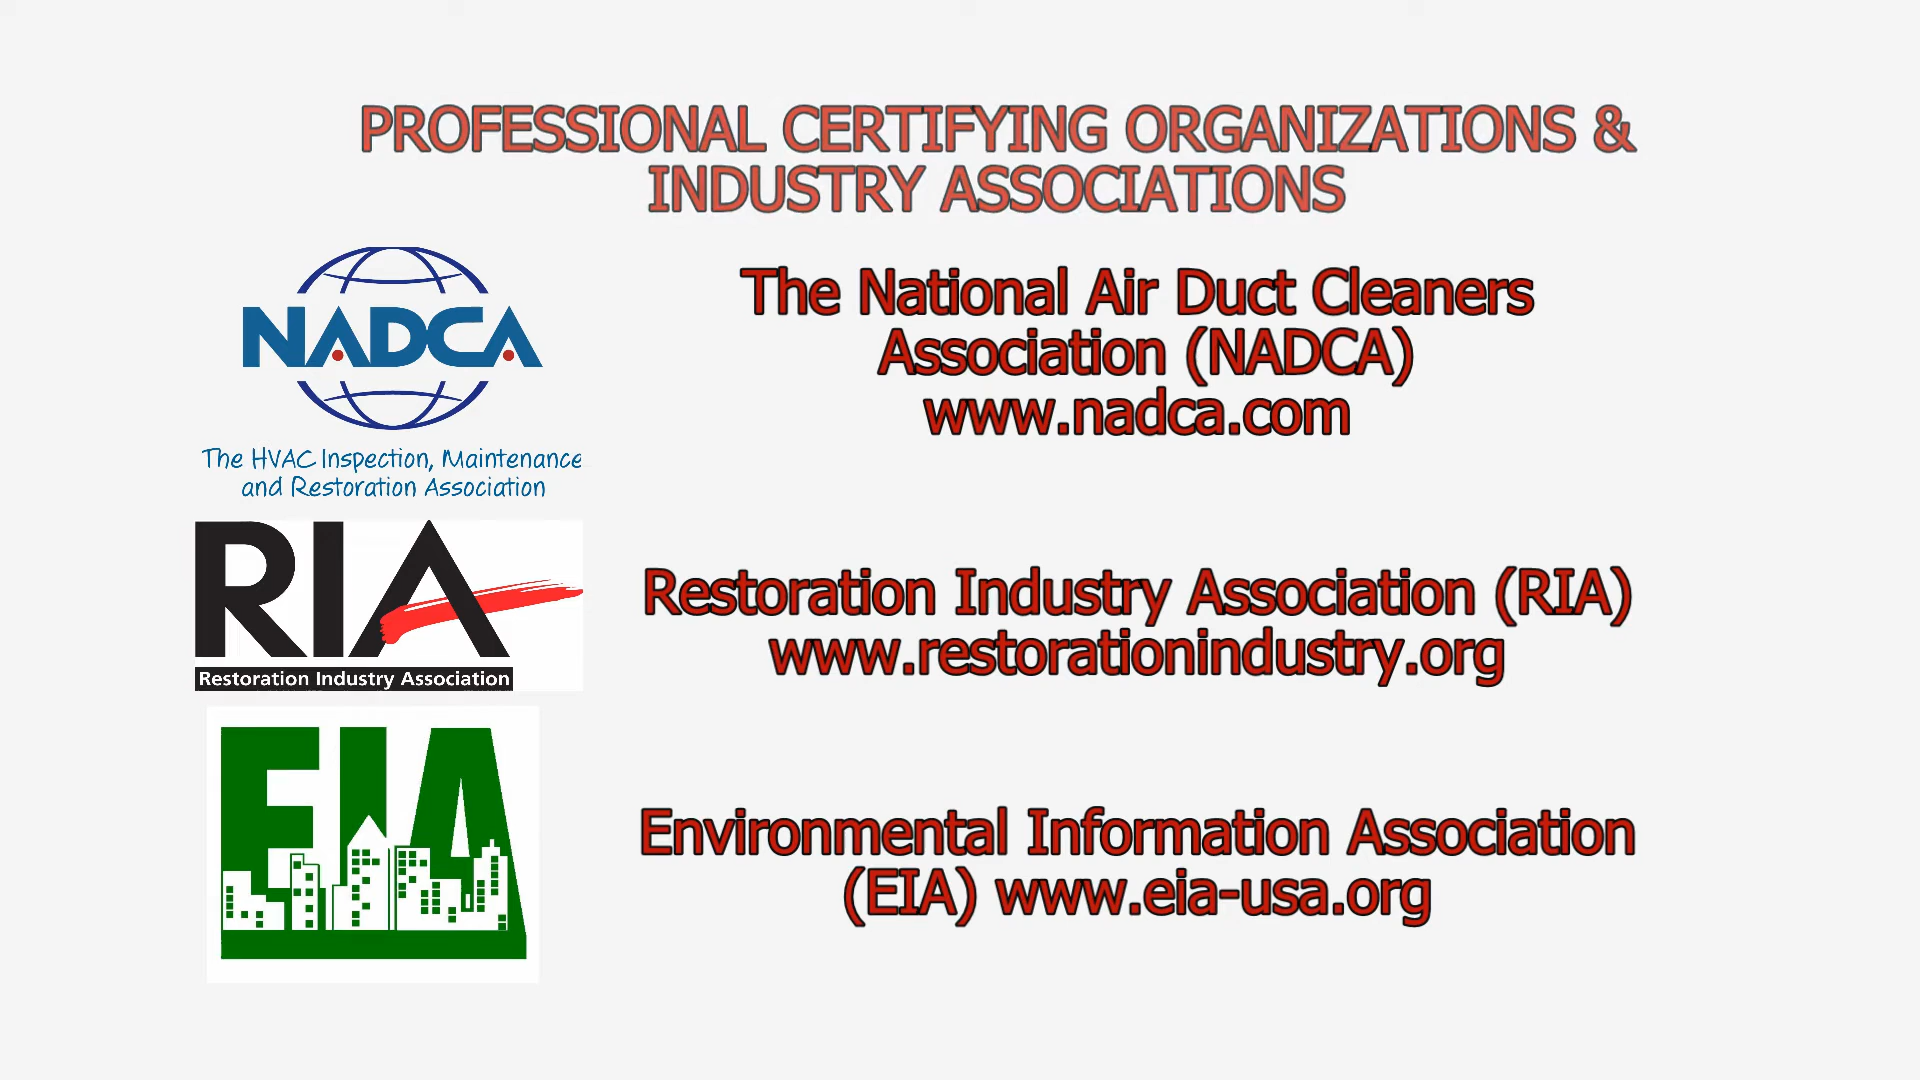 PROFESSIONAL CERTIFYING ORGANIZATIONS &
INDUSTRY ASSOCIATIONS
NADCA
The HVAC Inspection, Maintenance
and Restoration Association
The National Air Duct Cleaners
Association (NADCA)
www.nadca.com
RIA
Restoration Industry Association
Restoration Industry Association (RIA)
www.restorationindustry.org
EIA
Environmental Information Association
(EIA) www.eia-usa.org